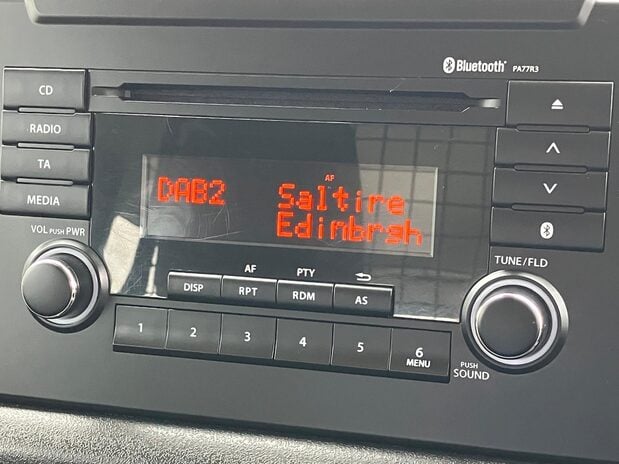 Bluetooth® PA77R3
CD
RADIO
TA
MEDIA
VOL PUSH PWR
AF
DAB2 Saltire
Edinbrgh
TUNE/FLD
AF PTY
DISP RPT RDM AS
1 2 3 4 5 6
MENU
PUSH
SOUND